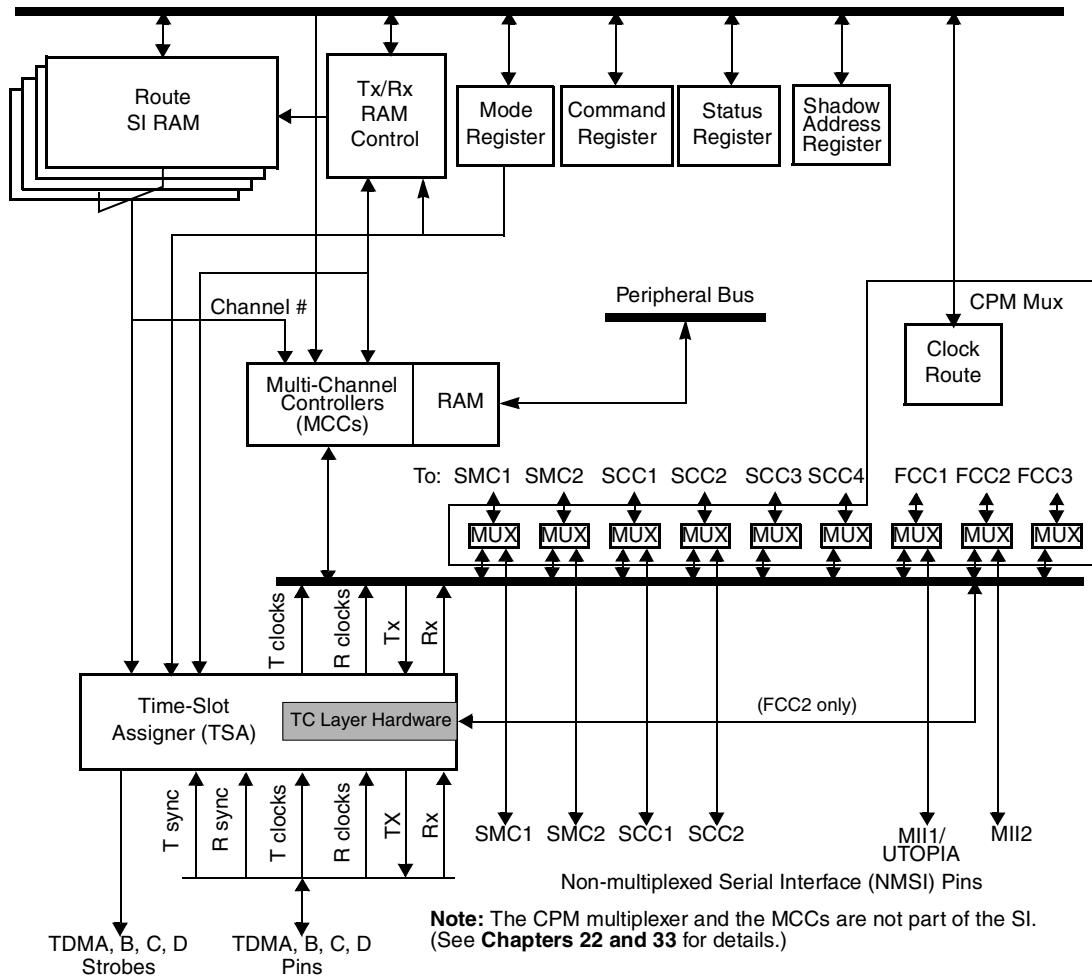 Route
SI RAM
Tx/Rx
RAM
Control
Mode
Register
Command
Register
Status
Register
Shadow
Address
Register
Channel #
Peripheral Bus
CPM Mux
Clock
Route
Multi-Channel
Controllers
(MCCs)
RAM
To: SMC1 SMC2 SCC1 SCC2 SCC3 SCC4 FCC1 FCC2 FCC3
MUX MUX MUX MUX MUX MUX MUX MUX MUX
T clocks
R clocks
Tx
Rx
Time-Slot
Assigner (TSA)
TC Layer Hardware
(FCC2 only)
T sync
R sync
T clocks
R clocks
TX
Rx
SMC1 SMC2 SCC1 SCC2 MII1/ MII2
UTOPIA
Non-multiplexed Serial Interface (NMSI) Pins
TDMA, B, C, D
Strobes
TDMA, B, C, D
Pins
Note: The CPM multiplexer and the MCCs are not part of the SI.
(See Chapters 22 and 33 for details.)